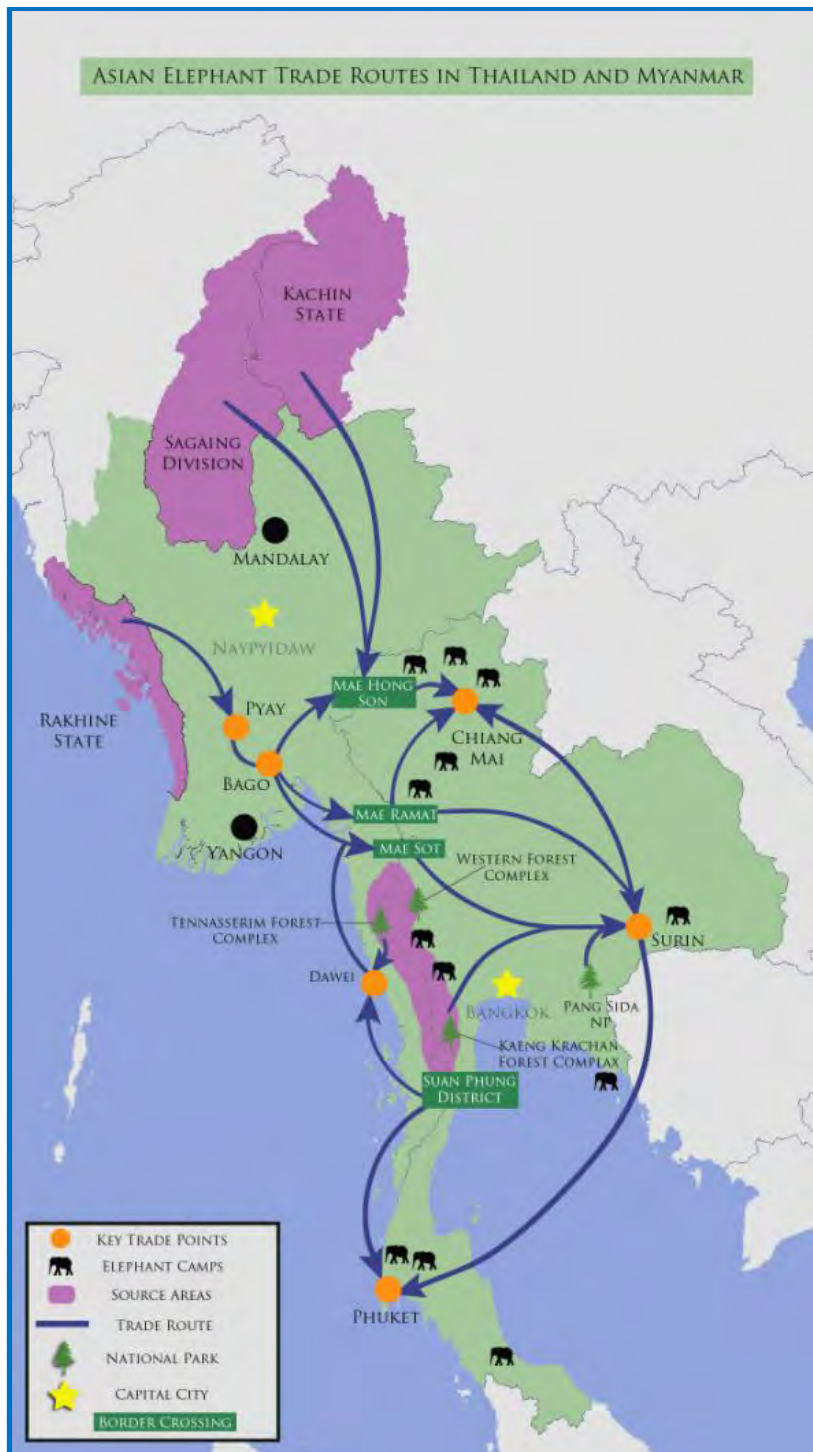 Asian Elephant Trade Routes in Thailand and Myanmar
Kachin
State
Sagaing
Division
Mandalay
Naypyidaw
Rakhine
State
Pyay
Bago
Yangon
Mae Hong
Son
Chiang
Mai
Mae Ramat
Mae Sot
Western Forest
Complex
Tennasserim Forest
Complex
Surin
Dawei
Bangkok
Pang Sida
NP
Kaeng Krachan
Forest Complax
Suan Phung
District
Phuket
Key Trade Points
Elephant Camps
Source Areas
Trade Route
National Park
Capital City
Border Crossing